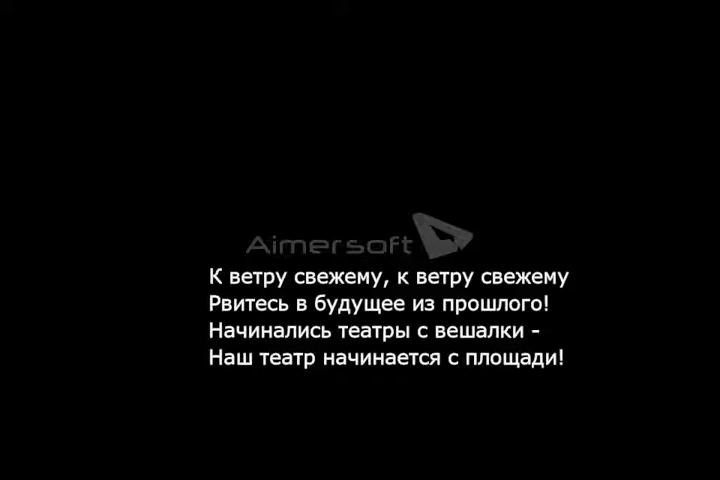 Aimersoft
К ветру свежему, к ветру свежему
Рвитесь в будущее из прошлого!
Начинались театры с вешалки -
Наш театр начинается с площади!